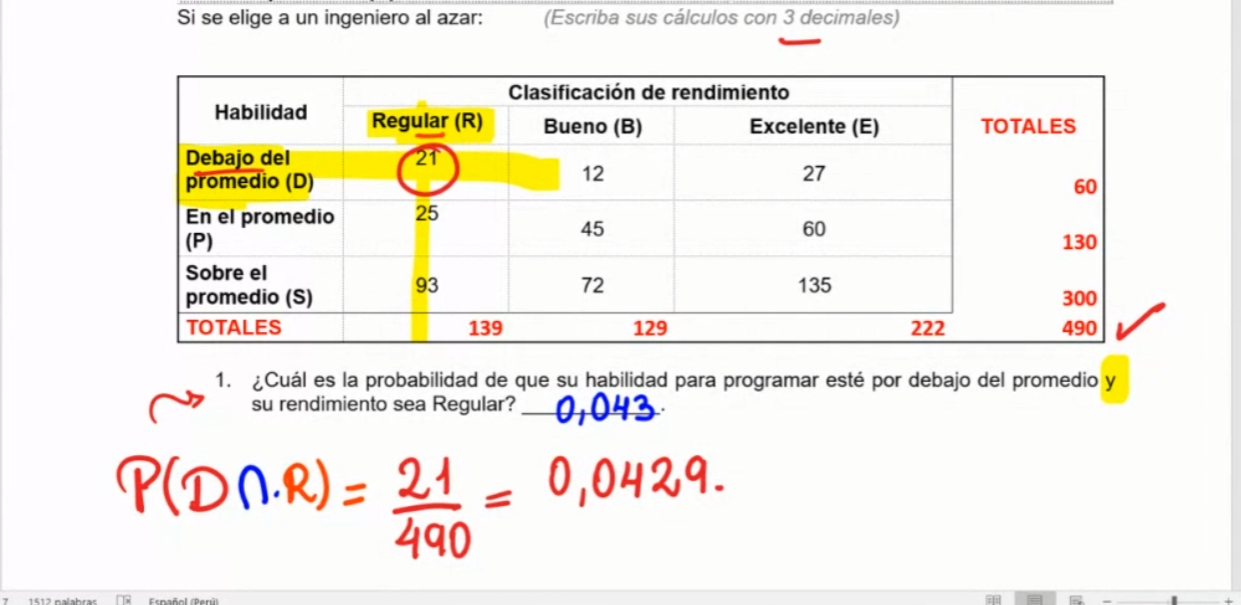 Si se elige a un ingeniero al azar: (Escriba sus cálculos con 3 decimales)
Habilidad
Clasificación de rendimiento
Regular (R) Bueno (B) Excelente (E) TOTALES
Debajo del promedio (D) 21 12 27 60
En el promedio (P) 25 45 60 130
Sobre el promedio (S) 93 72 135 300
TOTALES 139 129 222 490
1. ¿Cuál es la probabilidad de que su habilidad para programar esté por debajo del promedio y
su rendimiento sea Regular? 0,043.
P(D∩.R) = 21/490 = 0,0429.
7 1512 palabras Español (Perú)